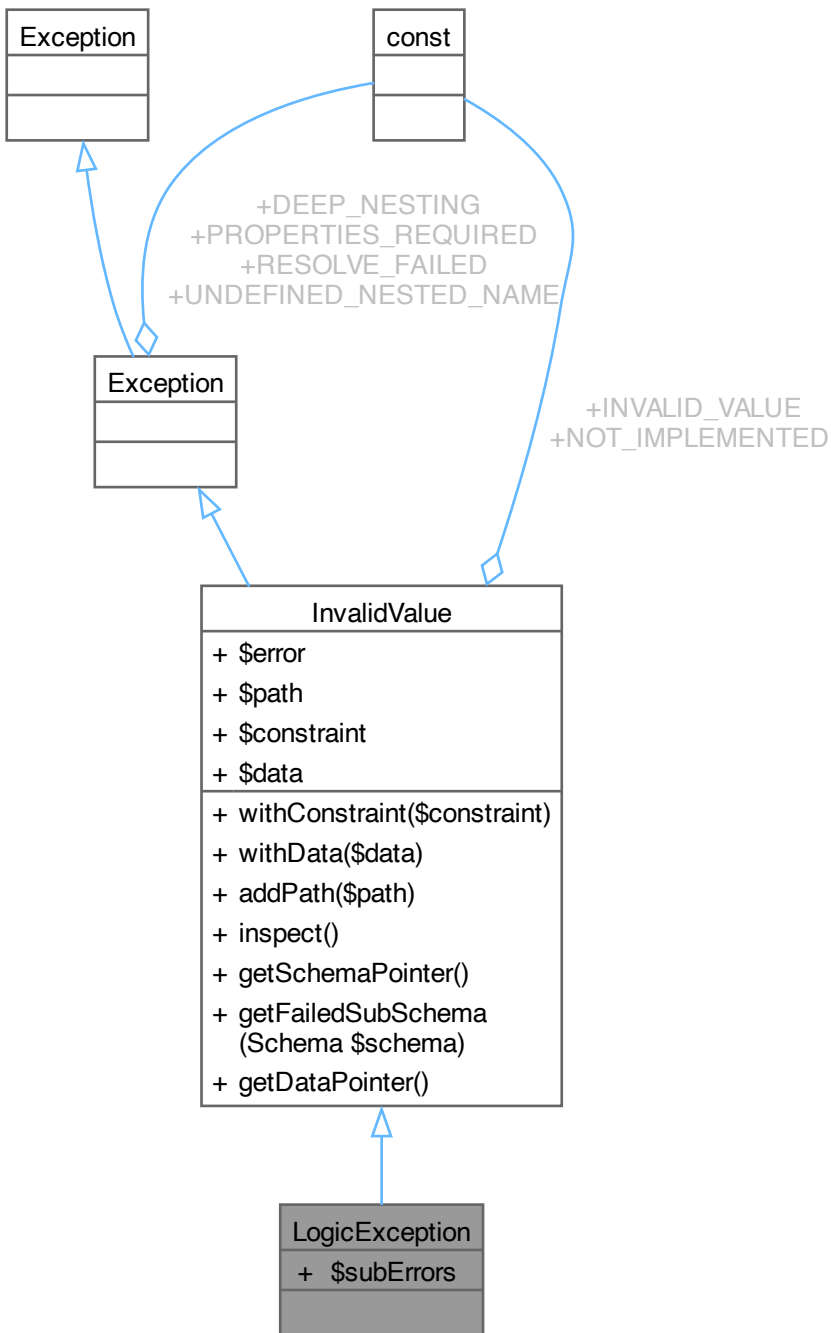 Exception
const
+DEEP_NESTING
+PROPERTIES_REQUIRED
+RESOLVE_FAILED
+UNDEFINED_NESTED_NAME
Exception
+INVALID_VALUE
+NOT_IMPLEMENTED
InvalidValue
+ $error
+ $path
+ $constraint
+ $data
+ withConstraint($constraint)
+ withData($data)
+ addPath($path)
+ inspect()
+ getSchemaPointer()
+ getFailedSubSchema
(Schema $schema)
+ getDataPointer()
LogicException
+ $subErrors